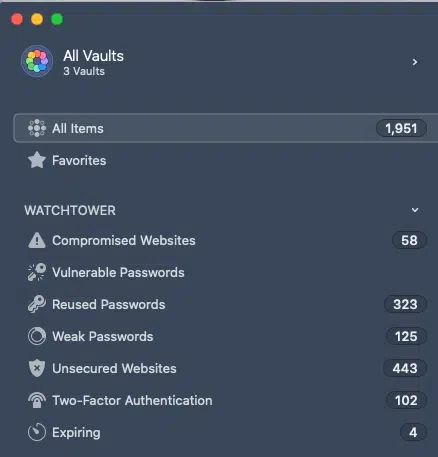 All Vaults
3 Vaults
All Items 1,951
Favorites
WATCHTOWER
Compromised Websites 58
Vulnerable Passwords
Reused Passwords 323
Weak Passwords 125
Unsecured Websites 443
Two-Factor Authentication 102
Expiring 4